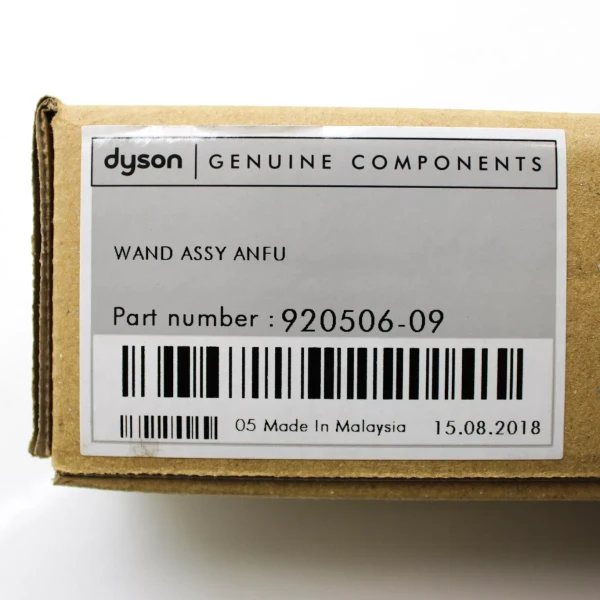 dyson | GENUINE COMPONENTS
WAND ASSY ANFU
Part number : 920506-09
05 Made In Malaysia 15.08.2018